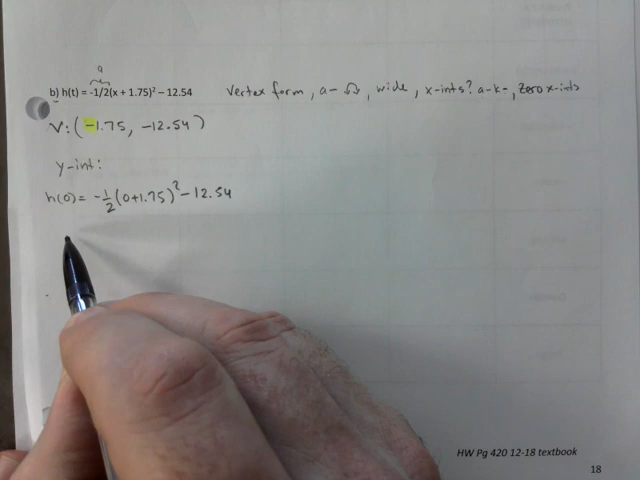 a
b) h(t) = -1/2(x + 1.75)² – 12.54 Vertex form, a- ↷, wide, x-ints? a- k-, Zero x-ints
V: (-1.75, -12.54)
y-int:
h(0) = -1/2(0+1.75)² - 12.54
HW Pg 420 12-18 textbook
18